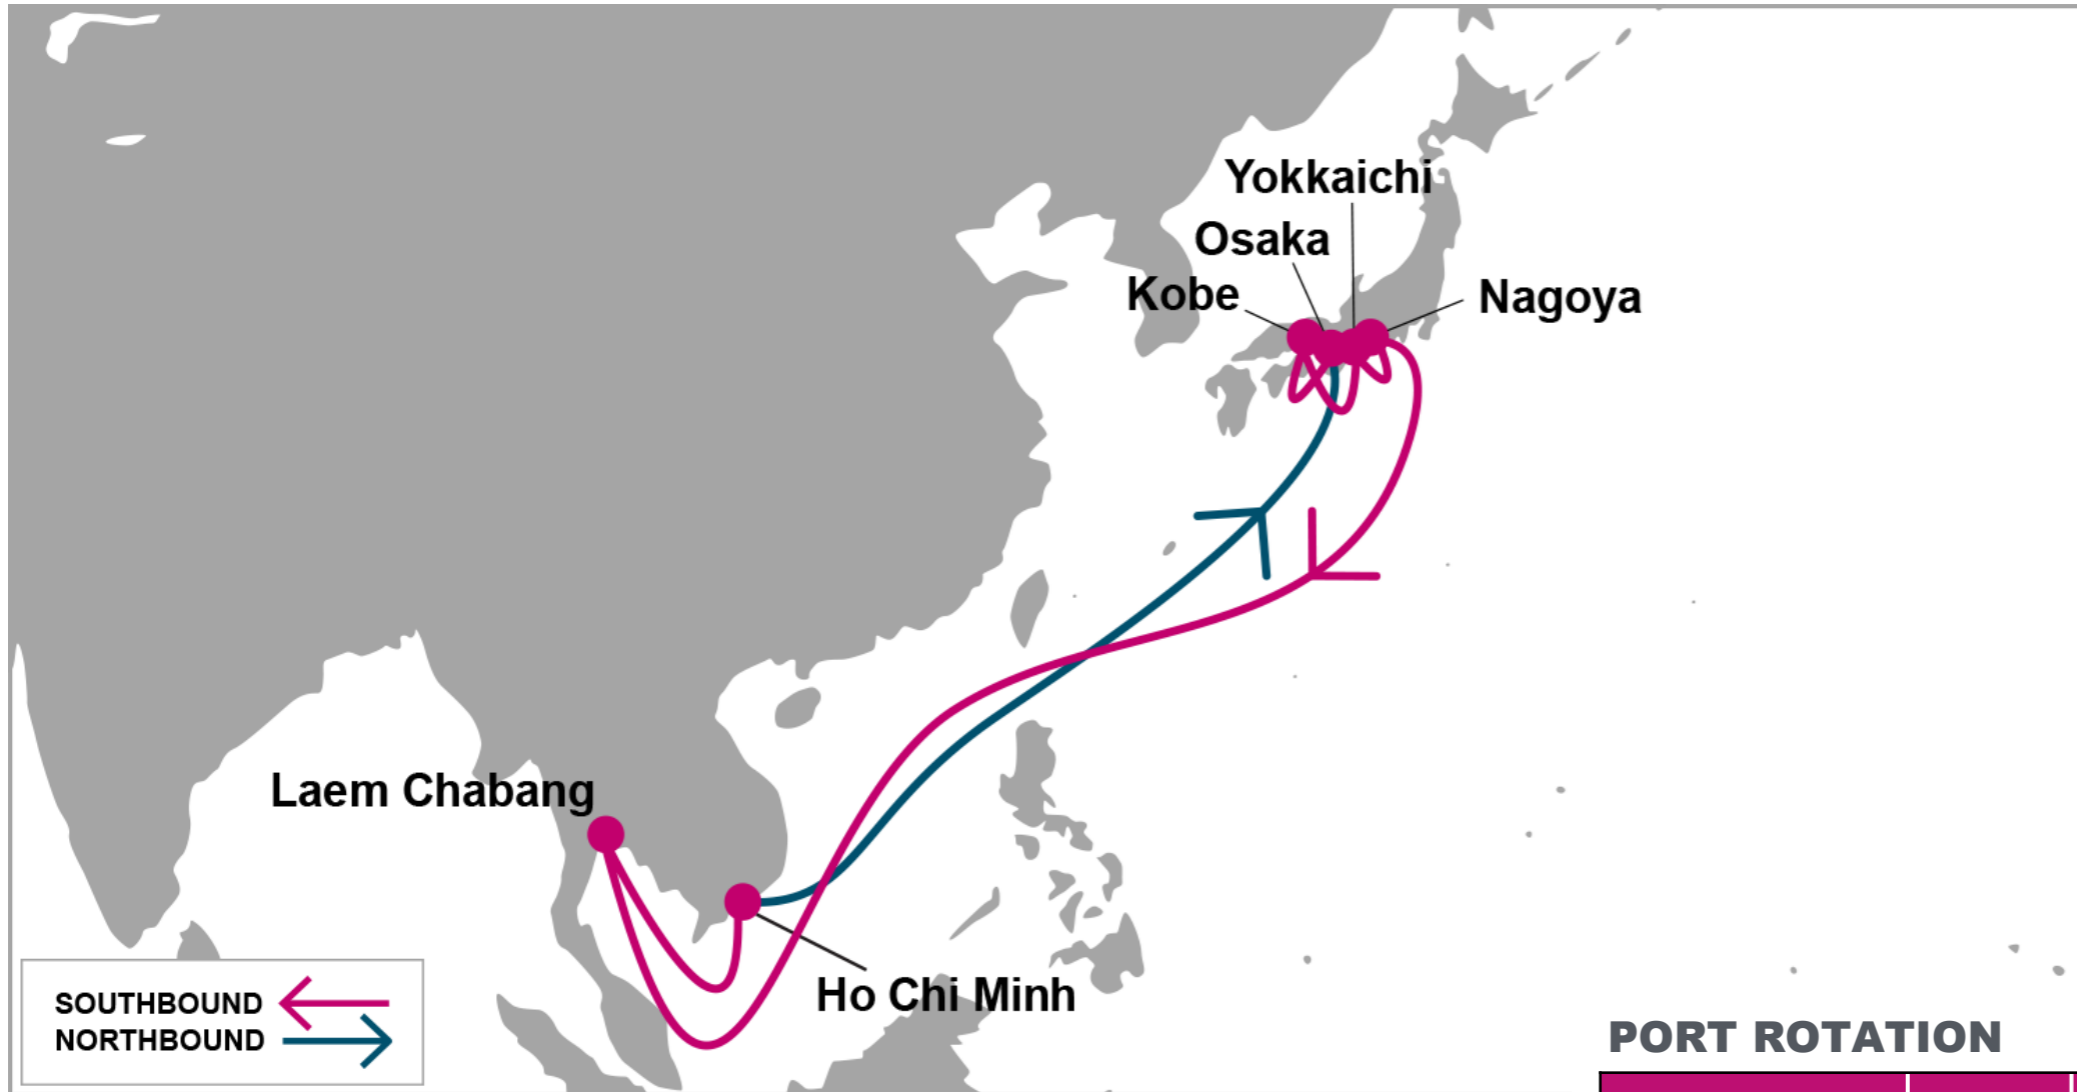 Yokkaichi
Osaka
Kobe
Nagoya
Laem Chabang
Ho Chi Minh
SOUTHBOUND
NORTHBOUND
PORT ROTATION